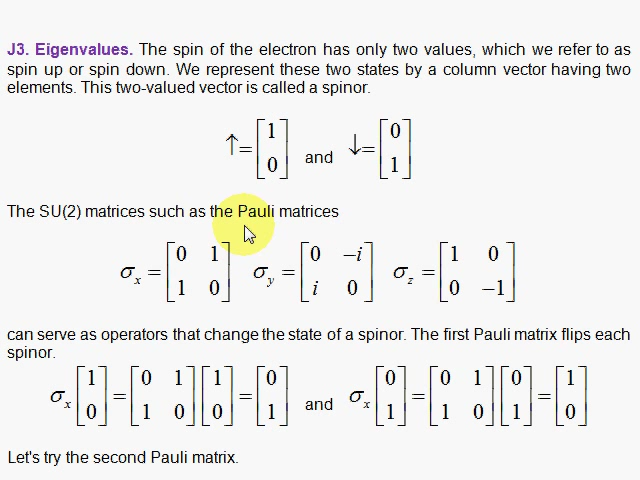 J3. Eigenvalues. The spin of the electron has only two values, which we refer to as
spin up or spin down. We represent these two states by a column vector having two
elements. This two-valued vector is called a spinor.
↑=[1 0] and ↓=[0 1]
The SU(2) matrices such as the Pauli matrices
σx = [0 1; 1 0] σy = [0 −i; i 0] σz = [1 0; 0 −1]
can serve as operators that change the state of a spinor. The first Pauli matrix flips each
spinor.
σx [1; 0] = [0 1; 1 0] [1; 0] = [0; 1] and σx [0; 1] = [0 1; 1 0] [0; 1] = [1; 0]
Let's try the second Pauli matrix.